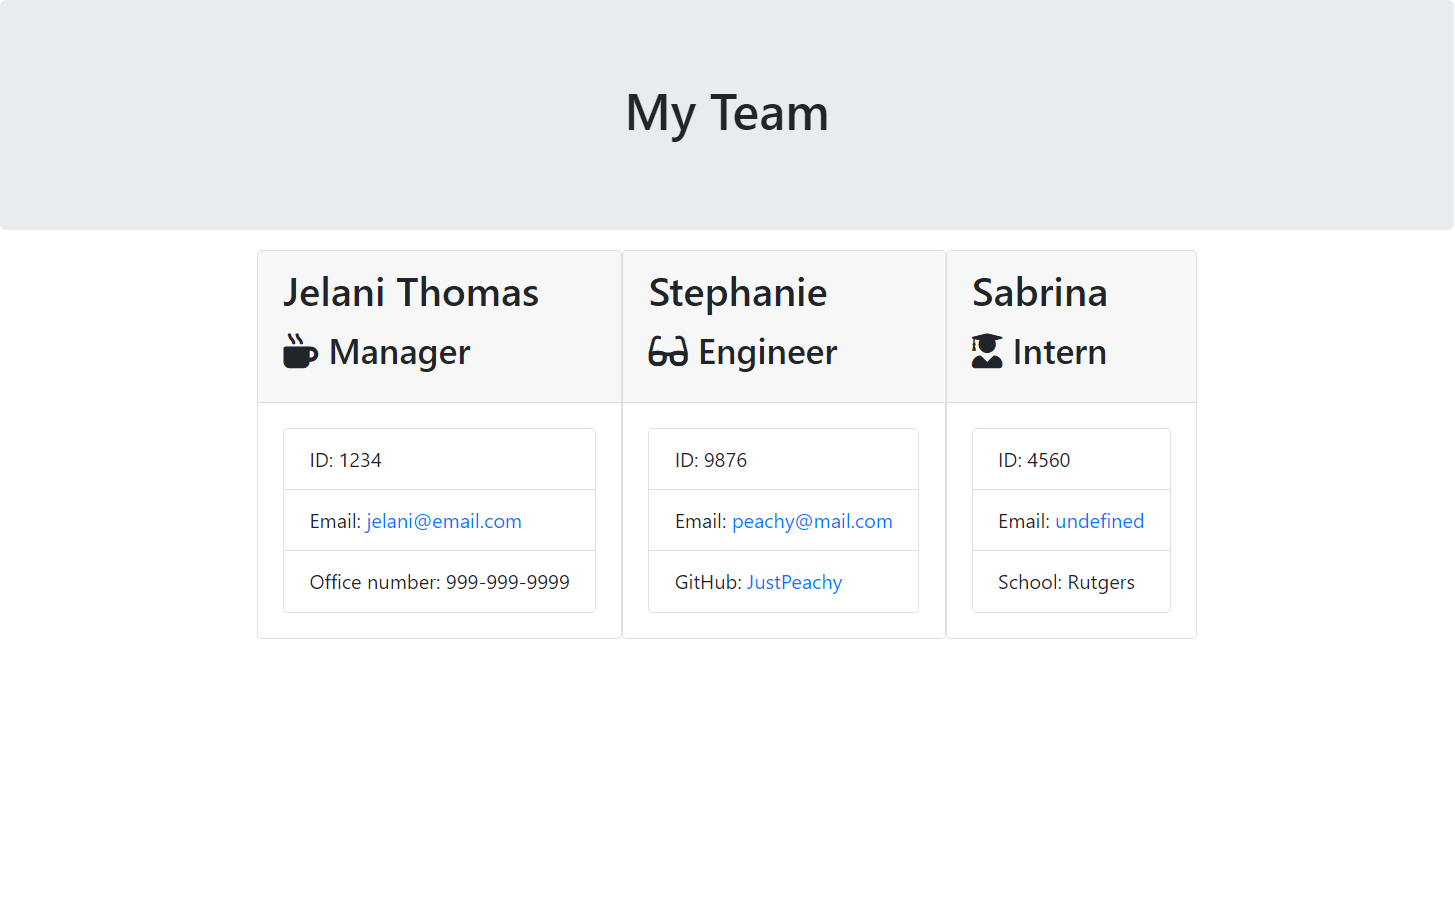 My Team
Jelani Thomas
Manager
ID: 1234
Email: jelani@email.com
Office number: 999-999-9999
Stephanie
Engineer
ID: 9876
Email: peachy@mail.com
GitHub: JustPeachy
Sabrina
Intern
ID: 4560
Email: undefined
School: Rutgers